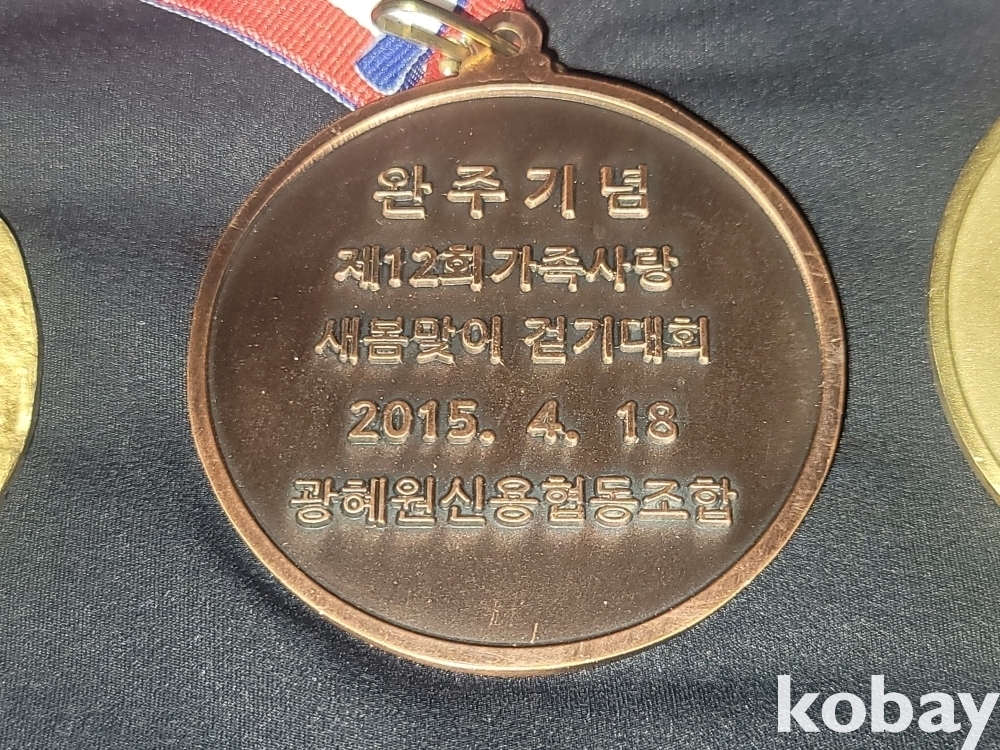 완주기념
제12회가족사랑
새봄맞이 걷기대회
2015. 4. 18
광혜원신용협동조합
kobay